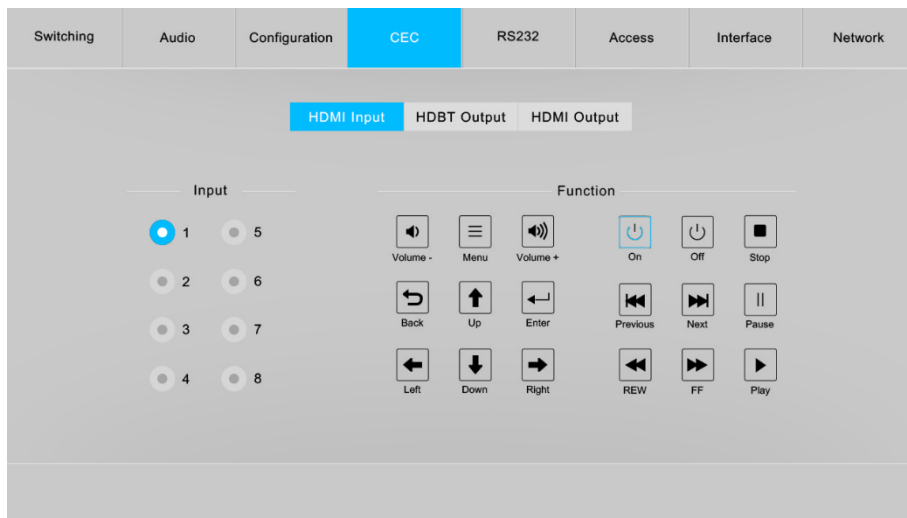 Switching Audio Configuration CEC RS232 Access Interface Network
HDMI Input HDBT Output HDMI Output
Input
1 5
2 6
3 7
4 8
Function
Volume - Menu Volume + On Off Stop
Back Up Enter Previous Next Pause
Left Down Right REW FF Play